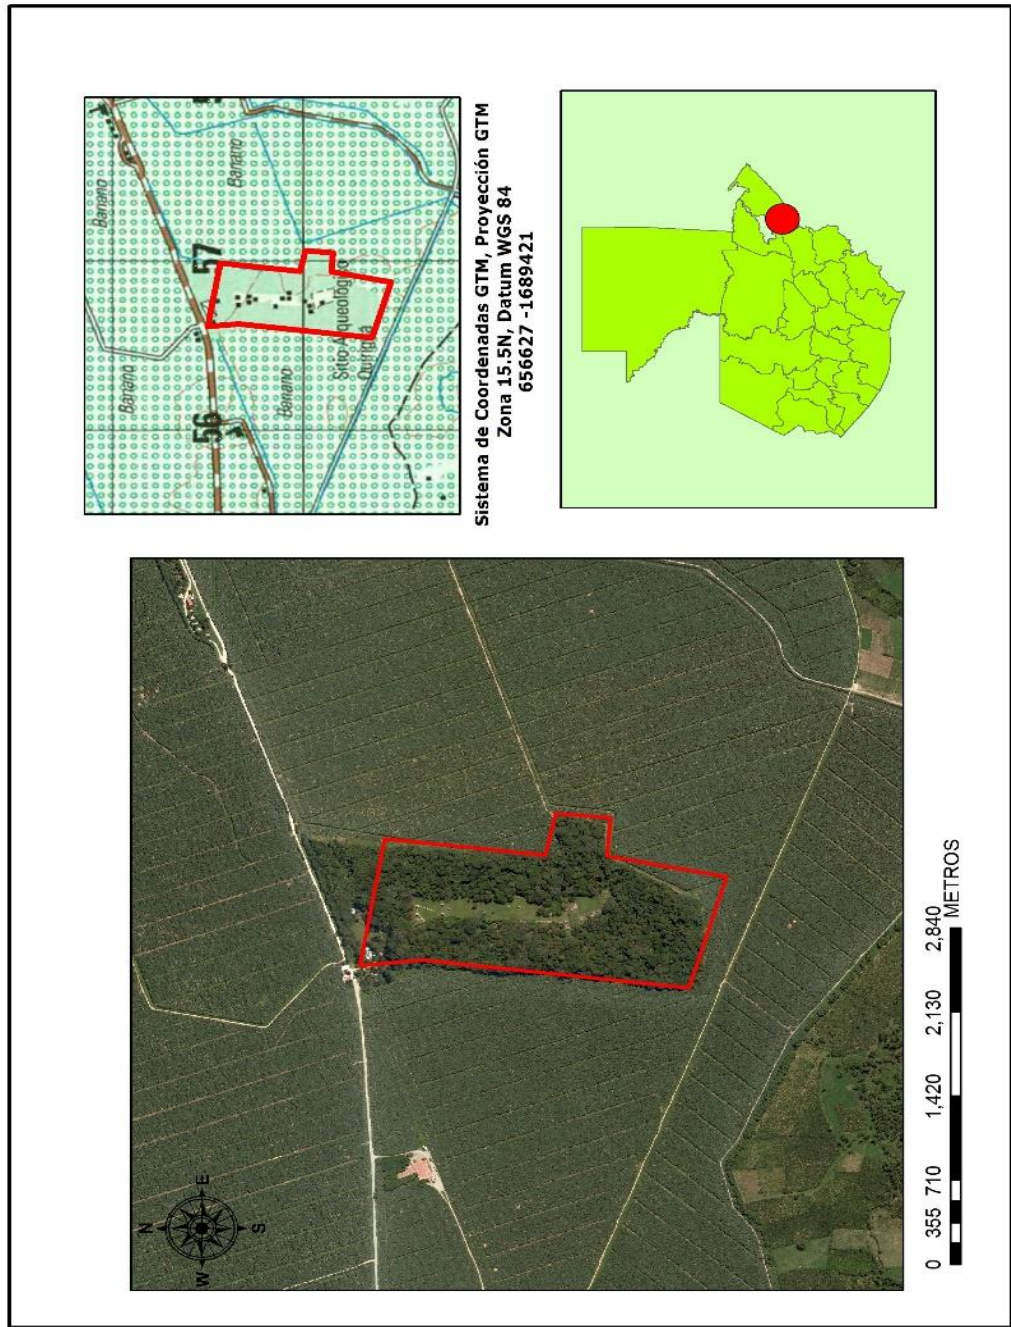 N
W
E
S
0 355 710 1,420 2,130 2,840
METROS
Banano
Banano
56
57
Banano
Banano
Sitio Arqueológico
Quiriguá
Sistema de Coordenadas GTM, Proyección GTM
Zona 15.5N, Datum WGS 84
656627 -1689421